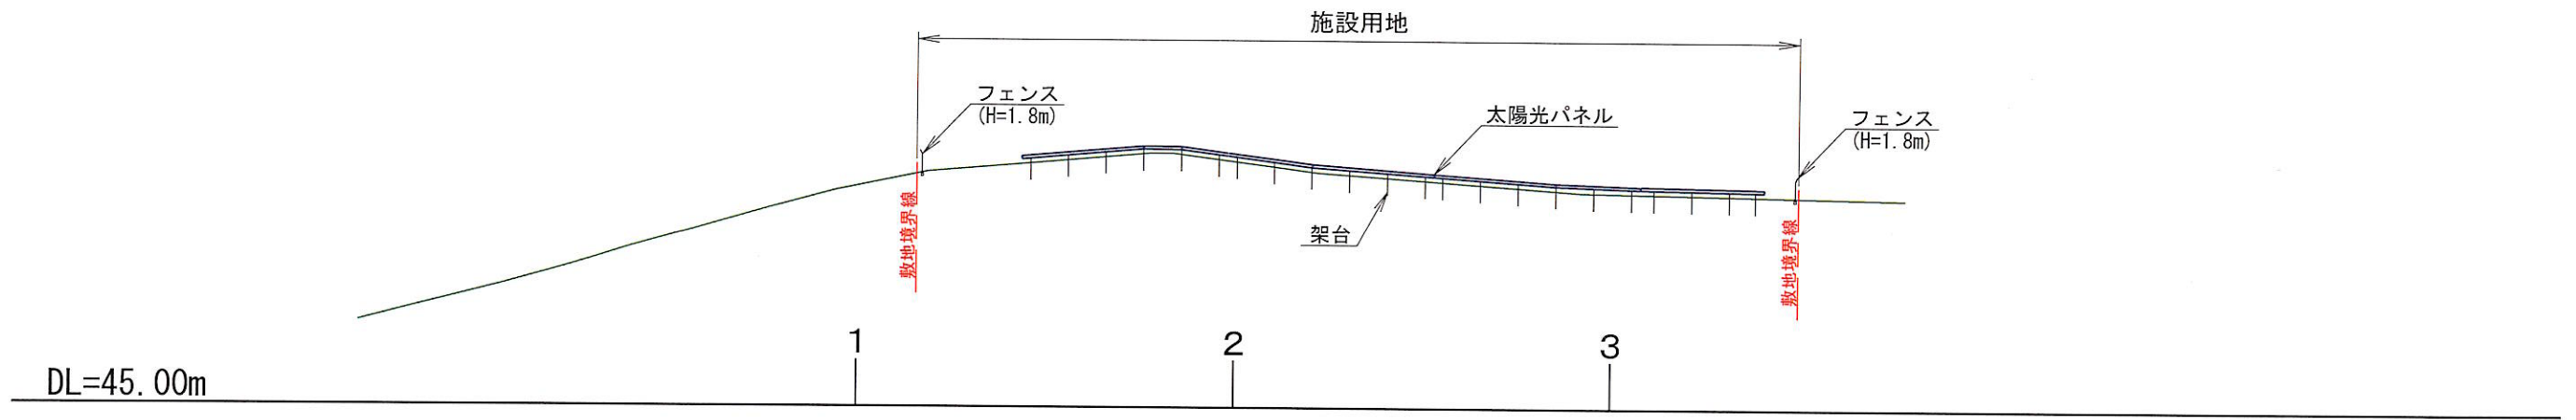 施設用地
フェンス
(H=1.8m)
太陽光パネル
フェンス
(H=1.8m)
敷地境界線
架台
敷地境界線
1
2
3
DL=45.00m